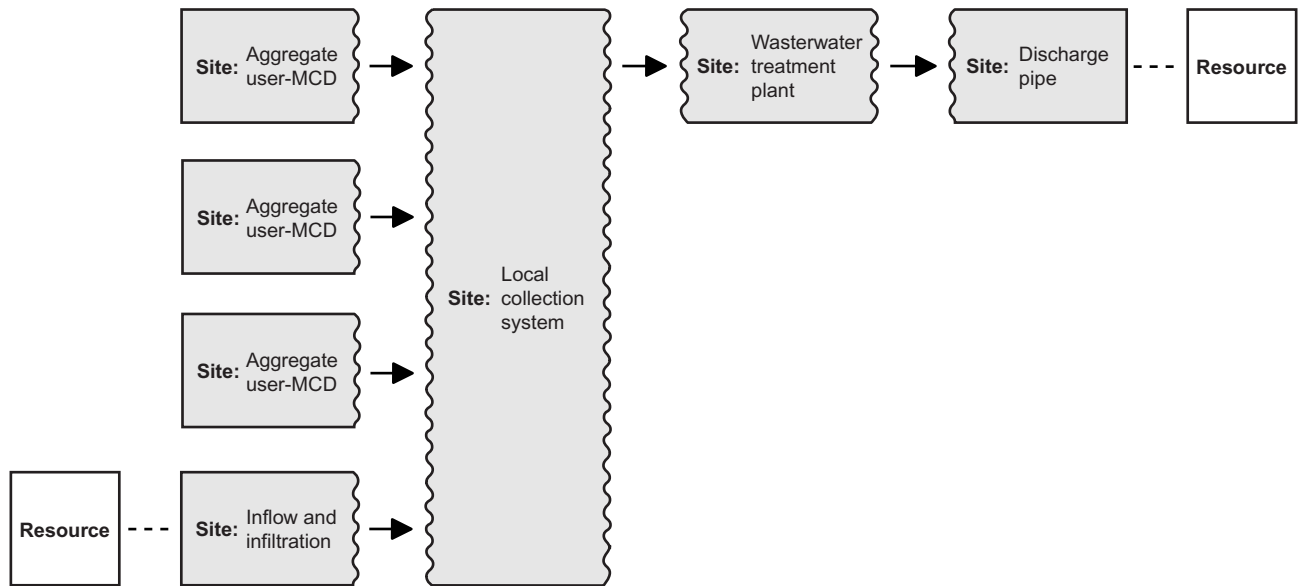 Site: Aggregate
user-MCD
Site: Wasterwater
treatment
plant
Site: Discharge
pipe
Resource
Site: Aggregate
user-MCD
Site: Local
collection
system
Site: Aggregate
user-MCD
Resource
Site: Inflow and
infiltration